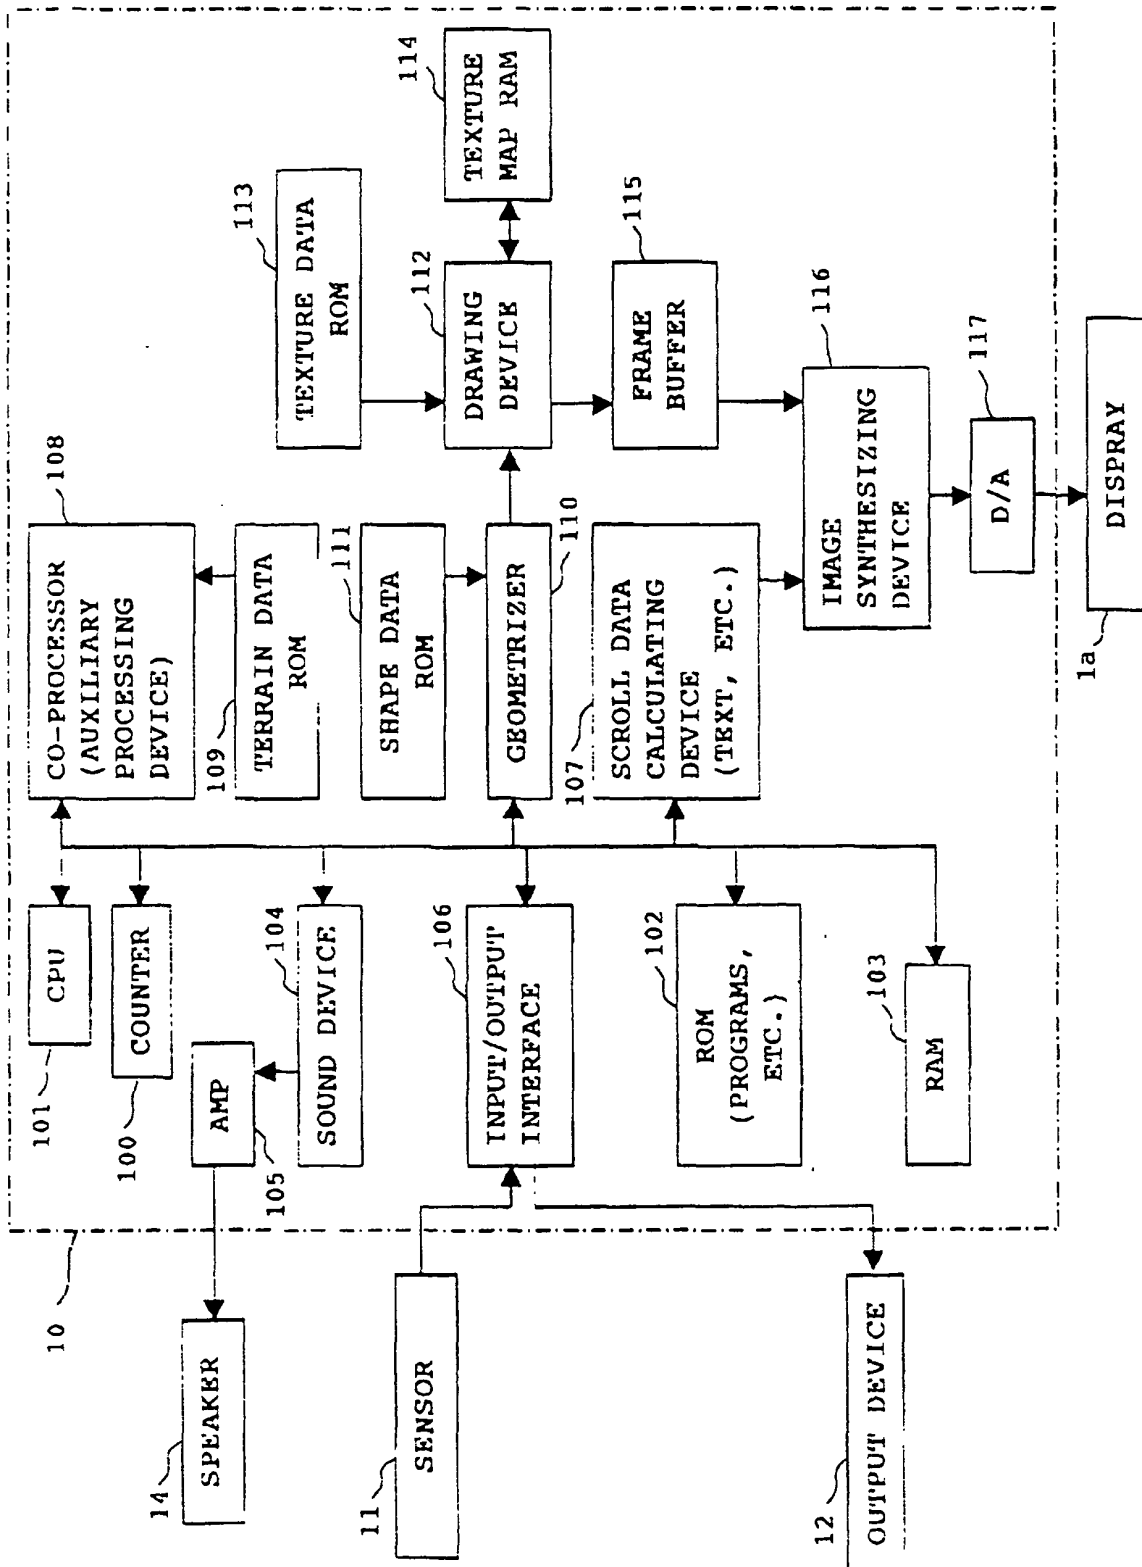 10
101
CPU
108
CO-PROCESSOR
(AUXILIARY
PROCESSING
DEVICE)
100
COUNTER
109
TERRAIN DATA
ROM
113
TEXTURE DATA
ROM
14
SPEAKER
AMP
105
104
SOUND DEVICE
111
SHAPE DATA
ROM
112
DRAWING
DEVICE
114
TEXTURE
MAP RAM
11
SENSOR
106
INPUT/OUTPUT
INTERFACE
GEOMETRIZER
110
115
FRAME
BUFFER
107
SCROLL DATA
CALCULATING
DEVICE
(TEXT, ETC.)
102
ROM
(PROGRAMS,
ETC.)
116
IMAGE
SYNTHESIZING
DEVICE
12
OUTPUT DEVICE
103
RAM
117
D/A
1a
DISPRAY